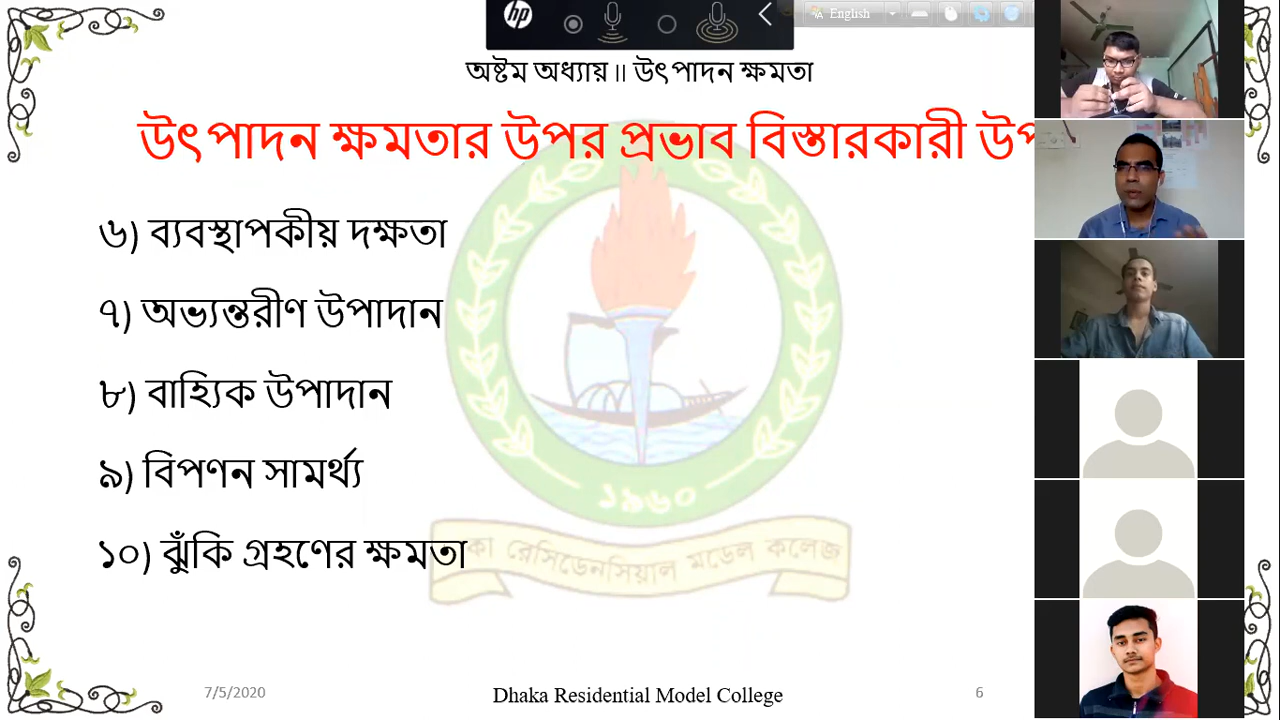 hp
English
অষ্টম অধ্যায় ।। উৎপাদন ক্ষমতা
উৎপাদন ক্ষমতার উপর প্রভাব বিস্তারকারী
৬) ব্যবস্থাপকীয় দক্ষতা
৭) অভ্যন্তরীণ উপাদান
৮) বাহ্যিক উপাদান
৯) বিপণন সামর্থ্য
১০) ঝুঁকি গ্রহণের ক্ষমতা
১৯৬০
রেসিডেনসিয়াল মডেল কলেজ
7/5/2020
Dhaka Residential Model College
6